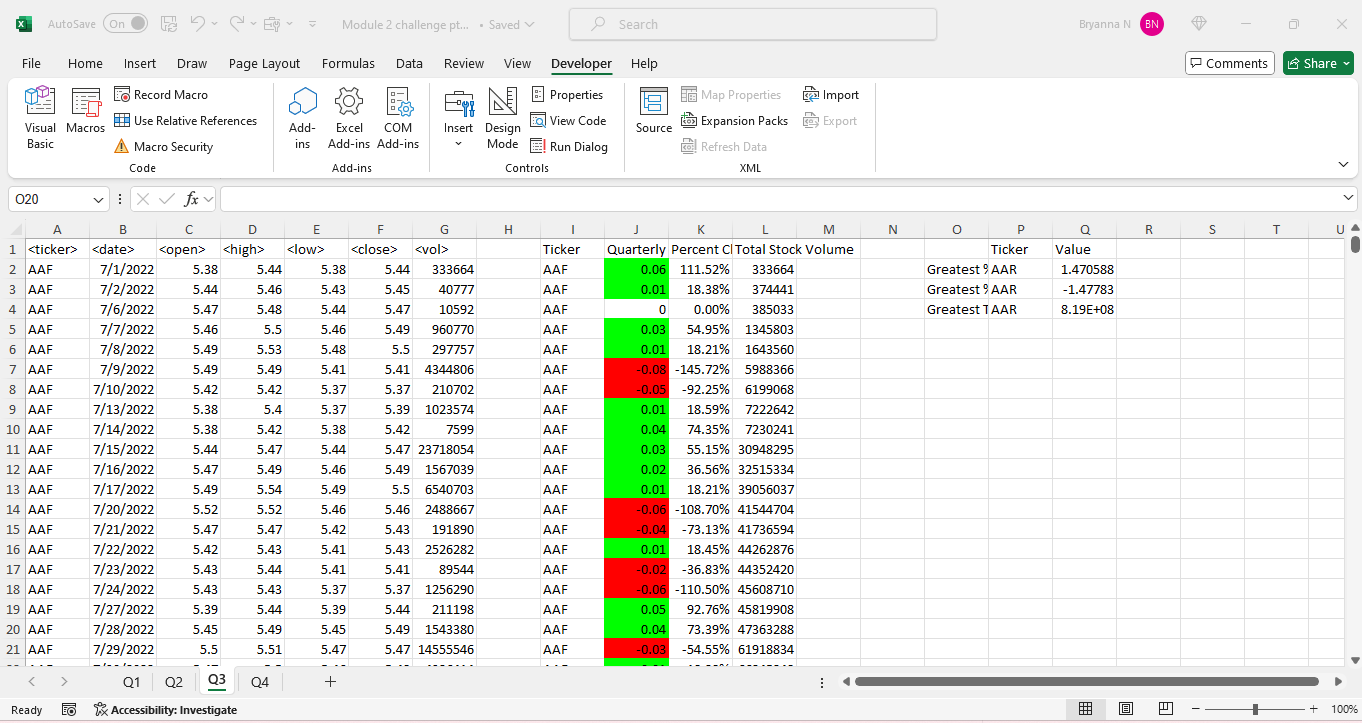 AutoSave On Module 2 challenge pt... • Saved Search Bryanna N BN
File Home Insert Draw Page Layout Formulas Data Review View Developer Help Comments Share
Visual Basic Macros Record Macro Use Relative References Macro Security Code
Add-ins Excel Add-ins COM Add-ins Add-ins
Insert Design Mode Properties View Code Run Dialog Controls
Source Map Properties Expansion Packs Refresh Data Import Export XML
O20 fx
A B C D E F G H I J K L M N O P Q R S T U
1 <ticker> <date> <open> <high> <low> <close> <vol> Ticker Quarterly Percent Cl Total Stock Volume Ticker Value
2 AAF 7/1/2022 5.38 5.44 5.38 5.44 333664 AAF 0.06 111.52% 333664 Greatest % AAR 1.470588
3 AAF 7/2/2022 5.44 5.46 5.43 5.45 40777 AAF 0.01 18.38% 374441 Greatest % AAR -1.47783
4 AAF 7/6/2022 5.47 5.48 5.44 5.47 10592 AAF 0 0.00% 385033 Greatest T AAR 8.19E+08
5 AAF 7/7/2022 5.46 5.5 5.46 5.49 960770 AAF 0.03 54.95% 1345803
6 AAF 7/8/2022 5.49 5.53 5.48 5.5 297757 AAF 0.01 18.21% 1643560
7 AAF 7/9/2022 5.49 5.49 5.41 5.41 4344806 AAF -0.08 -145.72% 5988366
8 AAF 7/10/2022 5.42 5.42 5.37 5.37 210702 AAF -0.05 -92.25% 6199068
9 AAF 7/13/2022 5.38 5.4 5.37 5.39 1023574 AAF 0.01 18.59% 7222642
10 AAF 7/14/2022 5.38 5.42 5.38 5.42 7599 AAF 0.04 74.35% 7230241
11 AAF 7/15/2022 5.44 5.47 5.44 5.47 23718054 AAF 0.03 55.15% 30948295
12 AAF 7/16/2022 5.47 5.49 5.46 5.49 1567039 AAF 0.02 36.56% 32515334
13 AAF 7/17/2022 5.49 5.54 5.49 5.5 6540703 AAF 0.01 18.21% 39056037
14 AAF 7/20/2022 5.52 5.52 5.46 5.46 2488667 AAF -0.06 -108.70% 41544704
15 AAF 7/21/2022 5.47 5.47 5.42 5.43 191890 AAF -0.04 -73.13% 41736594
16 AAF 7/22/2022 5.42 5.43 5.41 5.43 2526282 AAF 0.01 18.45% 44262876
17 AAF 7/23/2022 5.43 5.44 5.41 5.41 89544 AAF -0.02 -36.83% 44352420
18 AAF 7/24/2022 5.43 5.43 5.37 5.37 1256290 AAF -0.06 -110.50% 45608710
19 AAF 7/27/2022 5.39 5.44 5.39 5.44 211198 AAF 0.05 92.76% 45819908
20 AAF 7/28/2022 5.45 5.49 5.45 5.49 1543380 AAF 0.04 73.39% 47363288
21 AAF 7/29/2022 5.5 5.51 5.47 5.47 14555546 AAF -0.03 -54.55% 61918834
Q1 Q2 Q3 Q4
Ready Accessibility: Investigate 100%